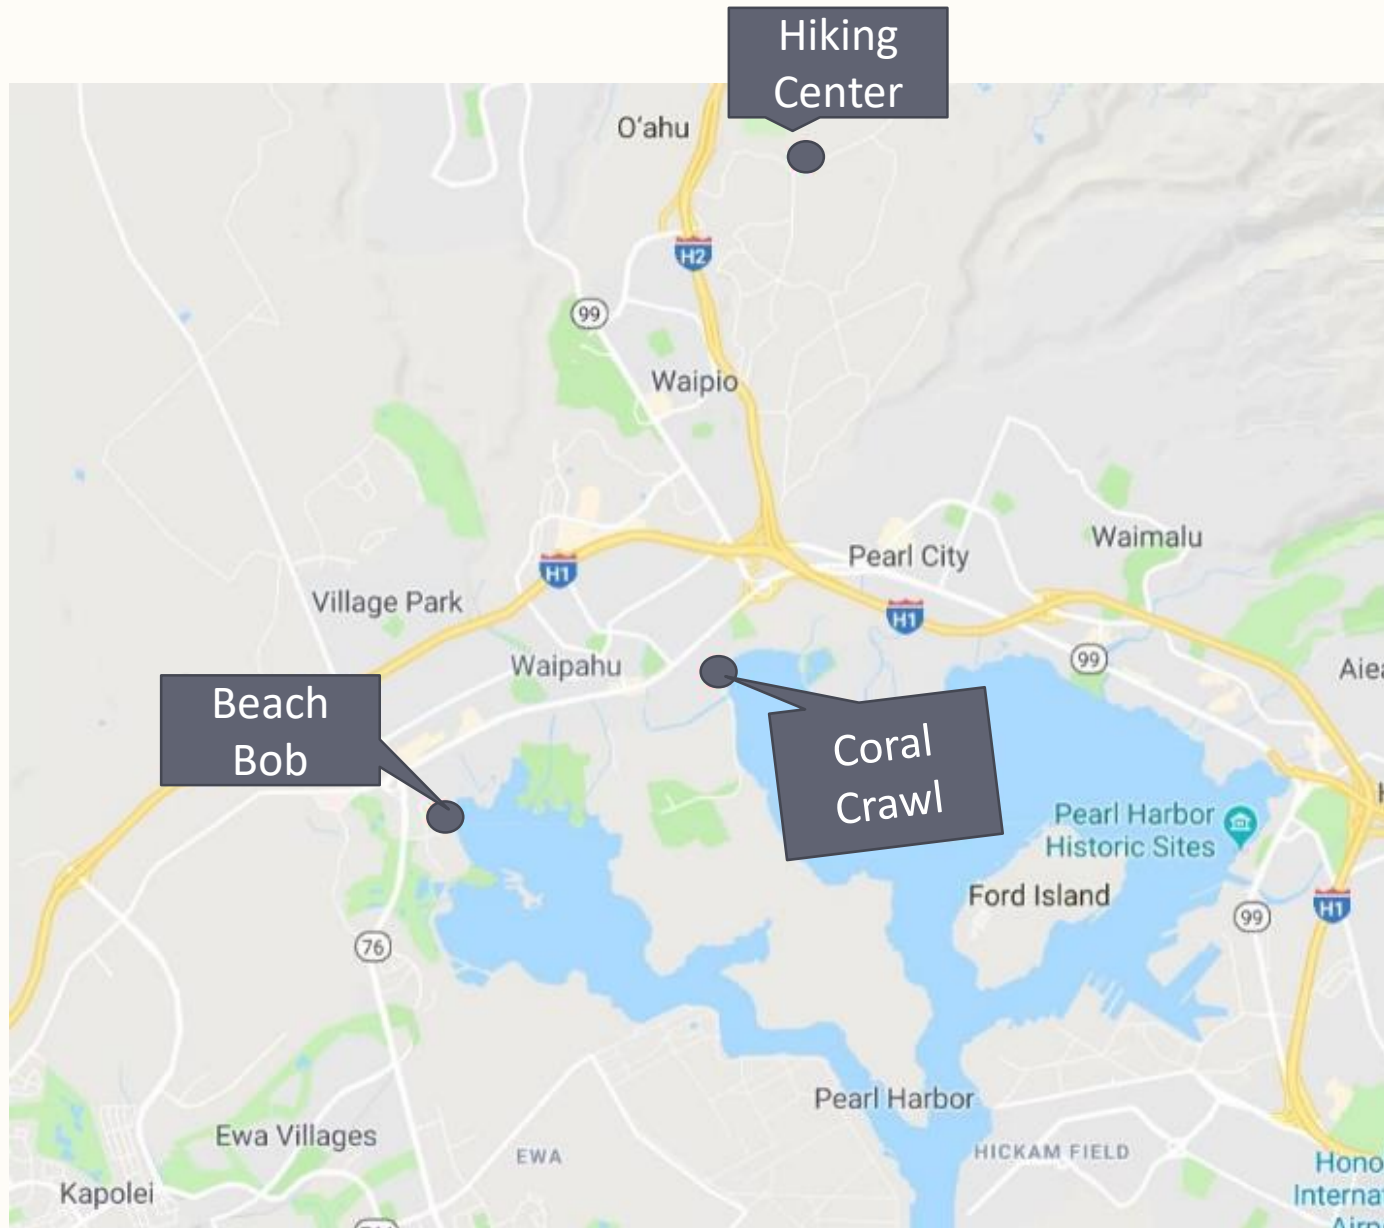 Hiking
Center
O'ahu
H2
99
Waipio
Waimalu
Pearl City
H1
Village Park
H1
99
Waipahu
Aiea
Beach
Bob
Coral
Crawl
Pearl Harbor
Historic Sites
Ford Island
H1
99
76
Pearl Harbor
Ewa Villages
EWA
HICKAM FIELD
Kapolei